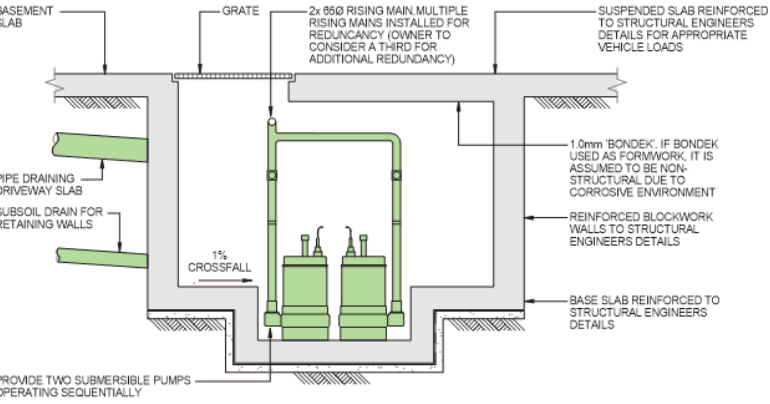 BASEMENT
SLAB
GRATE
2x 65Ø RISING MAIN.MULTIPLE
RISING MAINS INSTALLED FOR
REDUNCANCY (OWNER TO
CONSIDER A THIRD FOR
ADDITIONAL REDUNDANCY)
SUSPENDED SLAB REINFORCED
TO STRUCTURAL ENGINEERS
DETAILS FOR APPROPRIATE
VEHICLE LOADS
1.0mm 'BONDEK'. IF BONDEK
USED AS FORMWORK, IT IS
ASSUMED TO BE NON-
STRUCTURAL DUE TO
CORROSIVE ENVIRONMENT
PIPE DRAINING
DRIVEWAY SLAB
SUBSOIL DRAIN FOR
RETAINING WALLS
REINFORCED BLOCKWORK
WALLS TO STRUCTURAL
ENGINEERS DETAILS
1%
CROSSFALL
BASE SLAB REINFORCED TO
STRUCTURAL ENGINEERS
DETAILS
PROVIDE TWO SUBMERSIBLE PUMPS
OPERATING SEQUENTIALLY